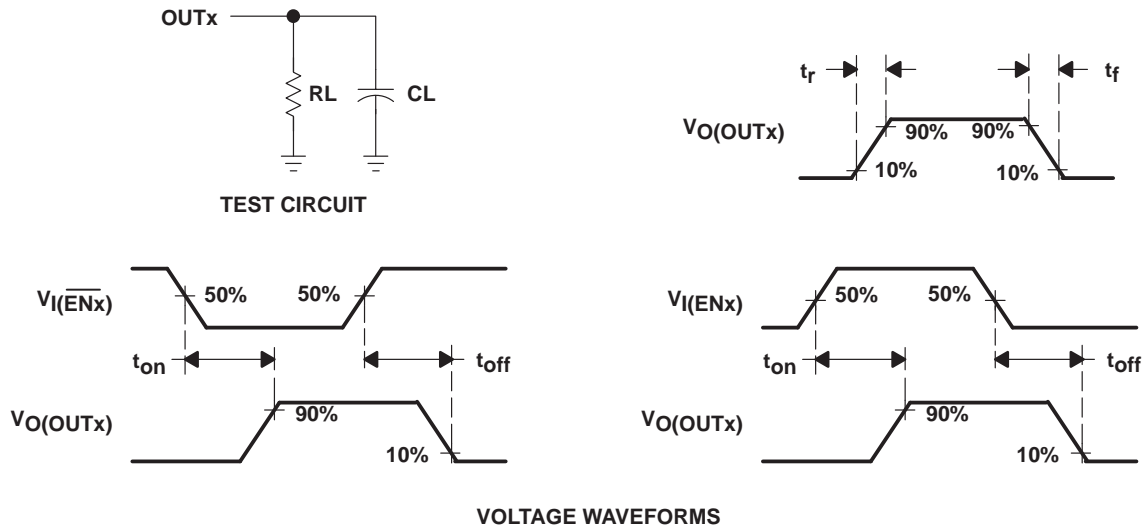 OUTx
RL
CL
TEST CIRCUIT
tr
tf
VO(OUTx)
90%
90%
10%
10%
VI(ENx)
50%
50%
ton
toff
VO(OUTx)
90%
10%
VI(ENx)
50%
50%
ton
toff
VO(OUTx)
90%
10%
VOLTAGE WAVEFORMS